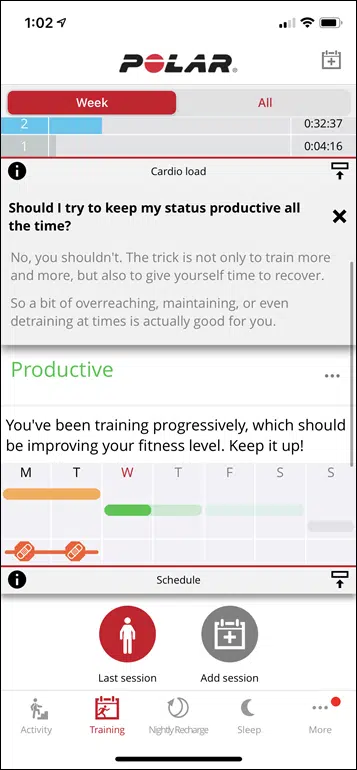 1:02
POLAR
Week All
2 0:32:37
1 0:04:16
Cardio load
Should I try to keep my status productive all
the time?
No, you shouldn't. The trick is not only to train more
and more, but also to give yourself time to recover.
So a bit of overreaching, maintaining, or even
detraining at times is actually good for you.
Productive
You've been training progressively, which should
be improving your fitness level. Keep it up!
M T W T F S S
Schedule
Last session Add session
Activity Training Nightly Recharge Sleep More